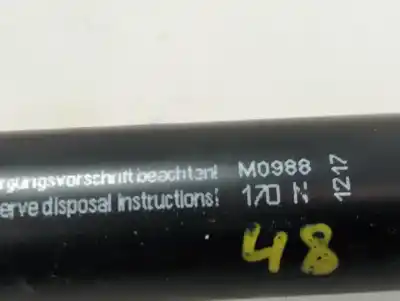 rgungsvorschrift beachten! M0988
erve disposal instructions! 170 N 1217
48